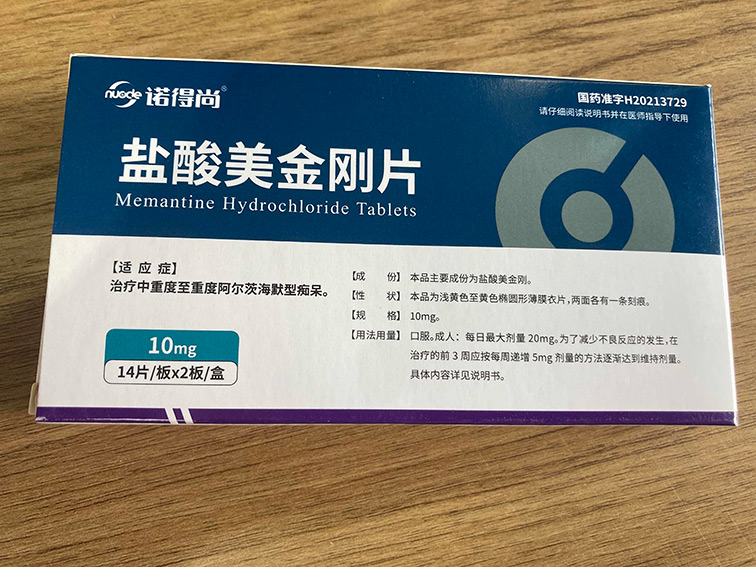 nuode 诺得尚®
国药准字H20213729
请仔细阅读说明书并在医师指导下使用
盐酸美金刚片
Memantine Hydrochloride Tablets
【适应症】
治疗中重度至重度阿尔茨海默型痴呆。
10mg
14片/板x2板/盒
【成　份】本品主要成份为盐酸美金刚。
【性　状】本品为浅黄色至黄色椭圆形薄膜衣片，两面各有一条刻痕。
【规　格】10mg。
【用法用量】口服。成人：每日最大剂量 20mg。为了减少不良反应的发生，在
治疗的前 3 周应按每周递增 5mg 剂量的方法逐渐达到维持剂量。
具体内容详见说明书。